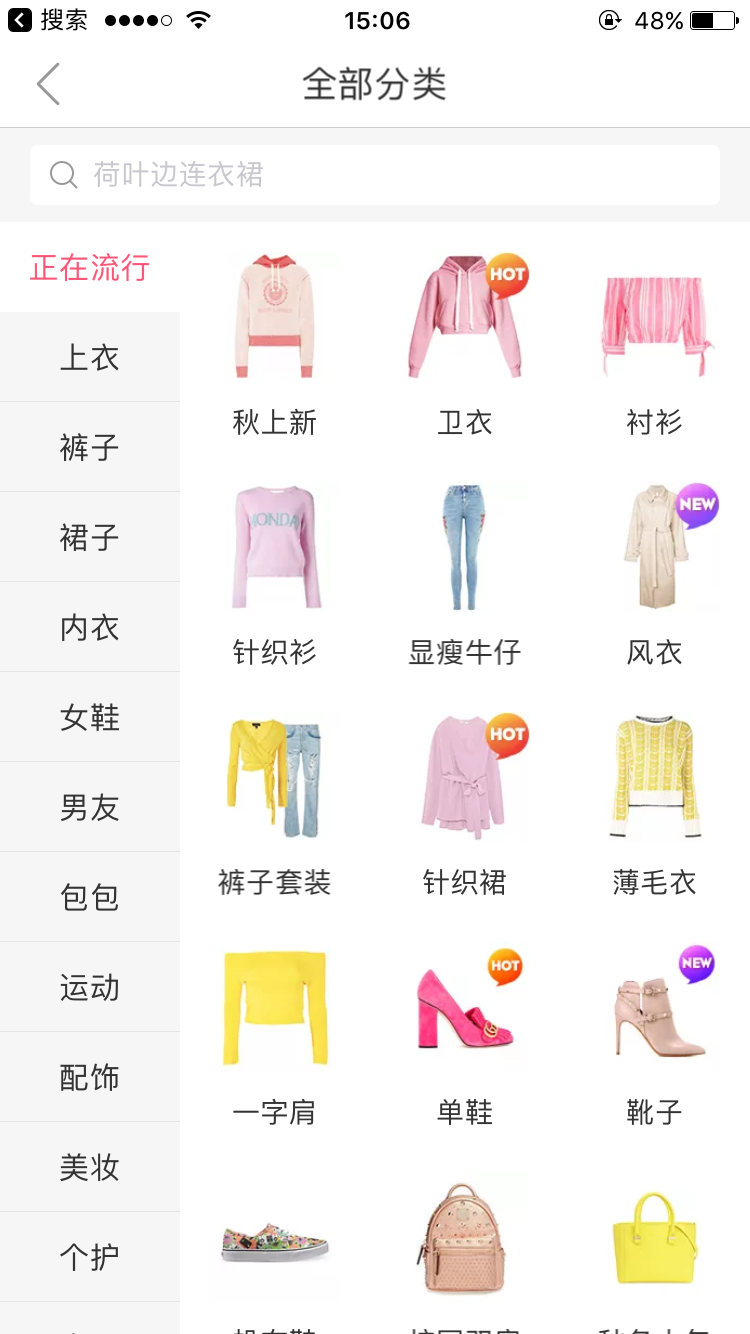 搜索 15:06 48%
全部分类
荷叶边连衣裙
正在流行
上衣
裤子
裙子
内衣
女鞋
男友
包包
运动
配饰
美妆
个护
HOT
秋上新 卫衣 衬衫
MONDA
NEW
针织衫 显瘦牛仔 风衣
HOT
裤子套装 针织裙 薄毛衣
HOT NEW
一字肩 单鞋 靴子